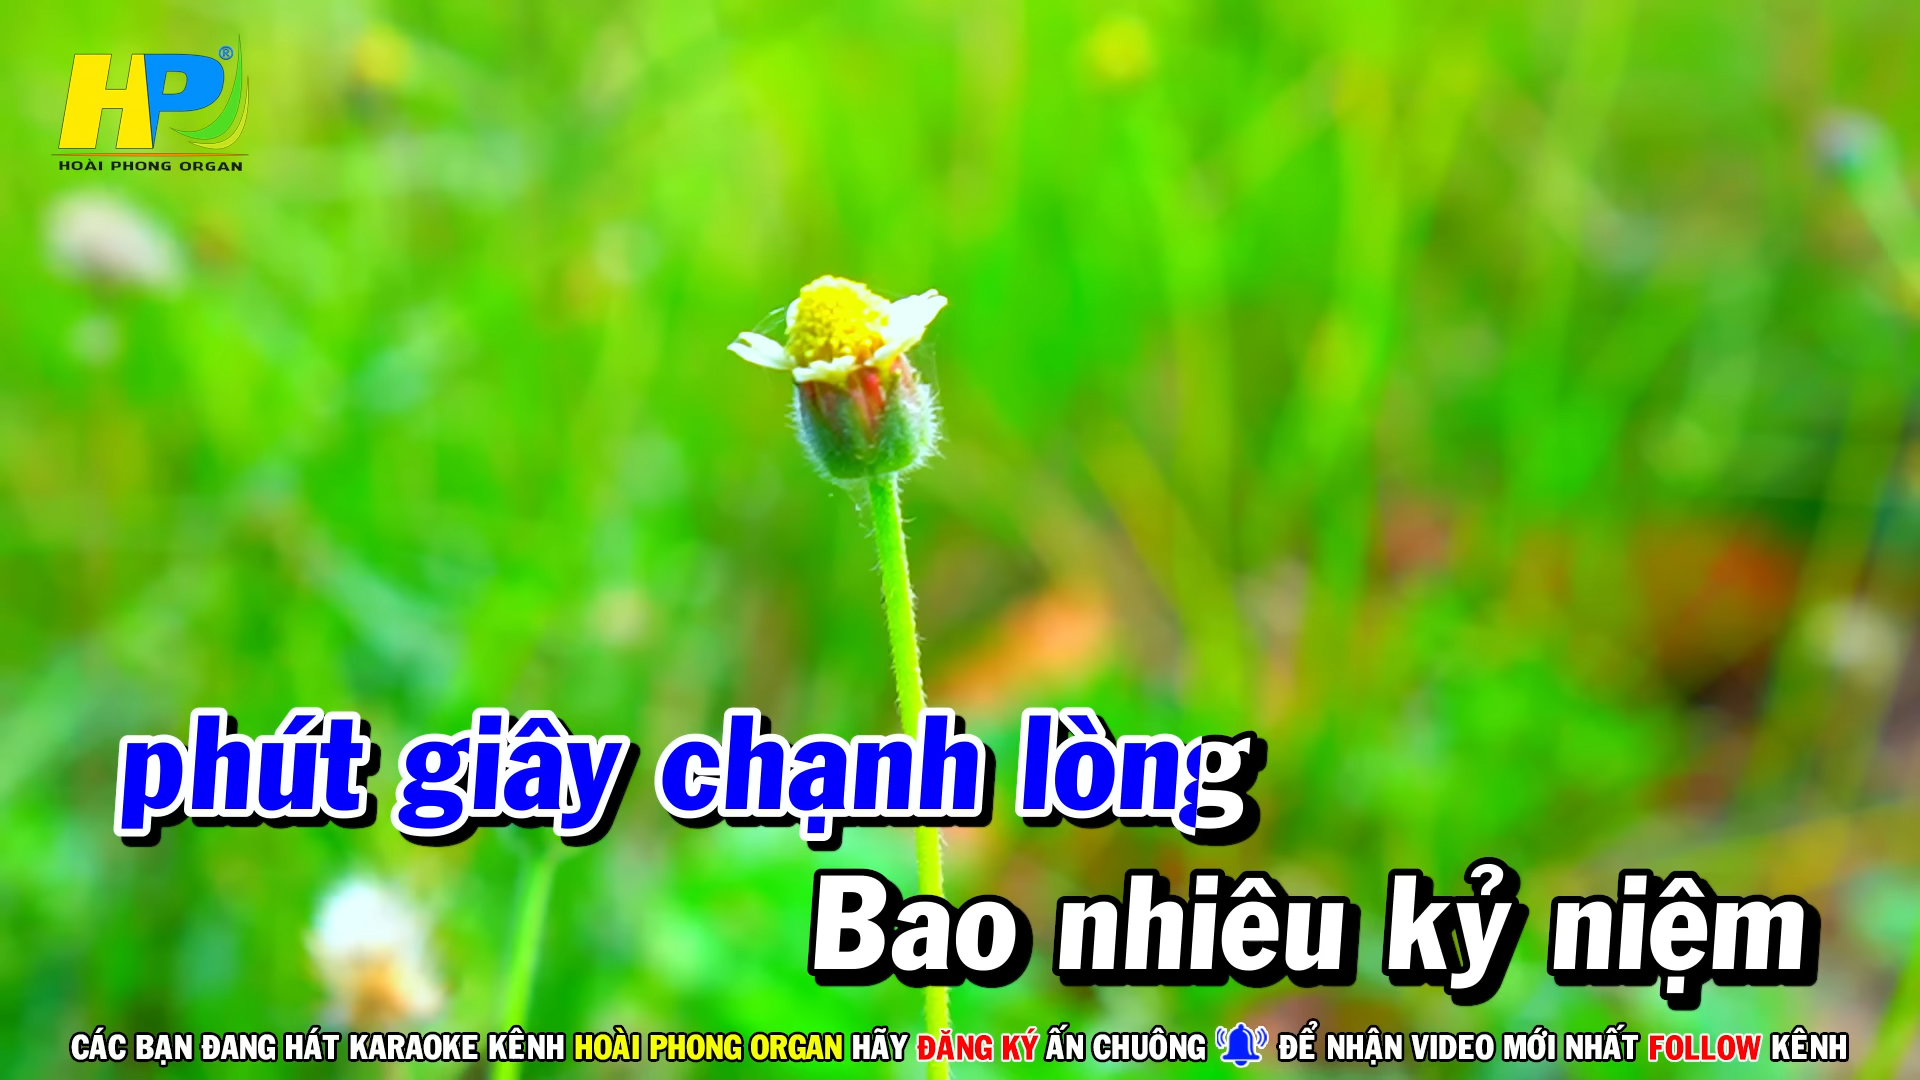 HP®
HOÀI PHONG ORGAN
phút giây chạnh lòng
Bao nhiêu kỷ niệm
CÁC BẠN ĐANG HÁT KARAOKE KÊNH HOÀI PHONG ORGAN HÃY ĐĂNG KÝ ẤN CHUÔNG ĐỂ NHẬN VIDEO MỚI NHẤT FOLLOW KÊNH